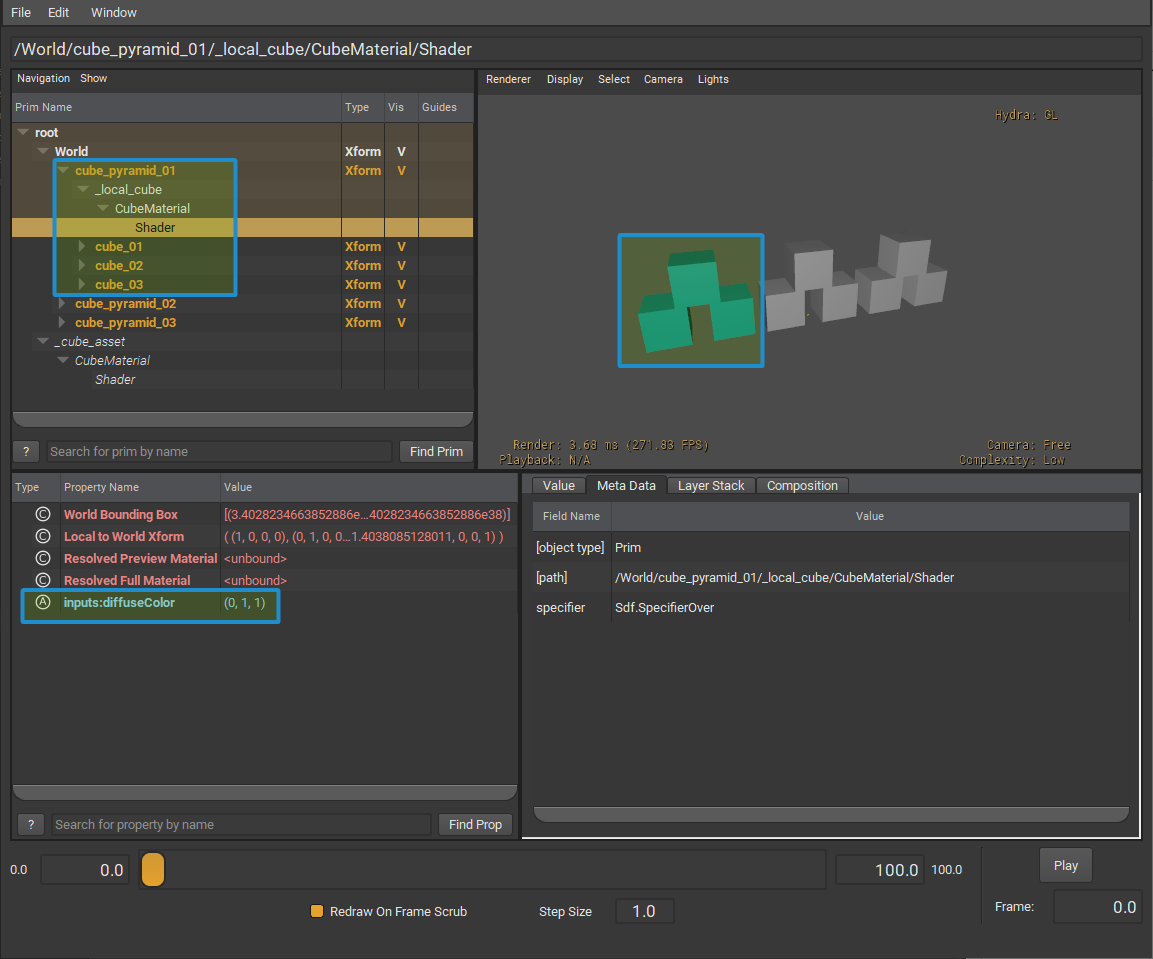 File Edit Window
/World/cube_pyramid_01/_local_cube/CubeMaterial/Shader
Navigation Show
Prim Name Type Vis Guides
root
World Xform V
cube_pyramid_01 Xform V
_local_cube
CubeMaterial
Shader
cube_01 Xform V
cube_02 Xform V
cube_03 Xform V
cube_pyramid_02 Xform V
cube_pyramid_03 Xform V
_cube_asset
CubeMaterial
Shader
? Search for prim by name Find Prim
Renderer Display Select Camera Lights
Hydra: GL
Render: 3.68 ms (271.83 FPS)
Playback: N/A
Camera: Free
Complexity: Low
Type Property Name Value
C World Bounding Box [(3.4028234663852886e...4028234663852886e38)]
C Local to World Xform ( (1, 0, 0, 0), (0, 1, 0, 0...1.4038085128011, 0, 0, 1) )
C Resolved Preview Material <unbound>
C Resolved Full Material <unbound>
A inputs:diffuseColor (0, 1, 1)
? Search for property by name Find Prop
Value Meta Data Layer Stack Composition
Field Name Value
[object type] Prim
[path] /World/cube_pyramid_01/_local_cube/CubeMaterial/Shader
specifier Sdf.SpecifierOver
0.0 0.0 100.0 100.0 Play
Redraw On Frame Scrub Step Size 1.0 Frame: 0.0